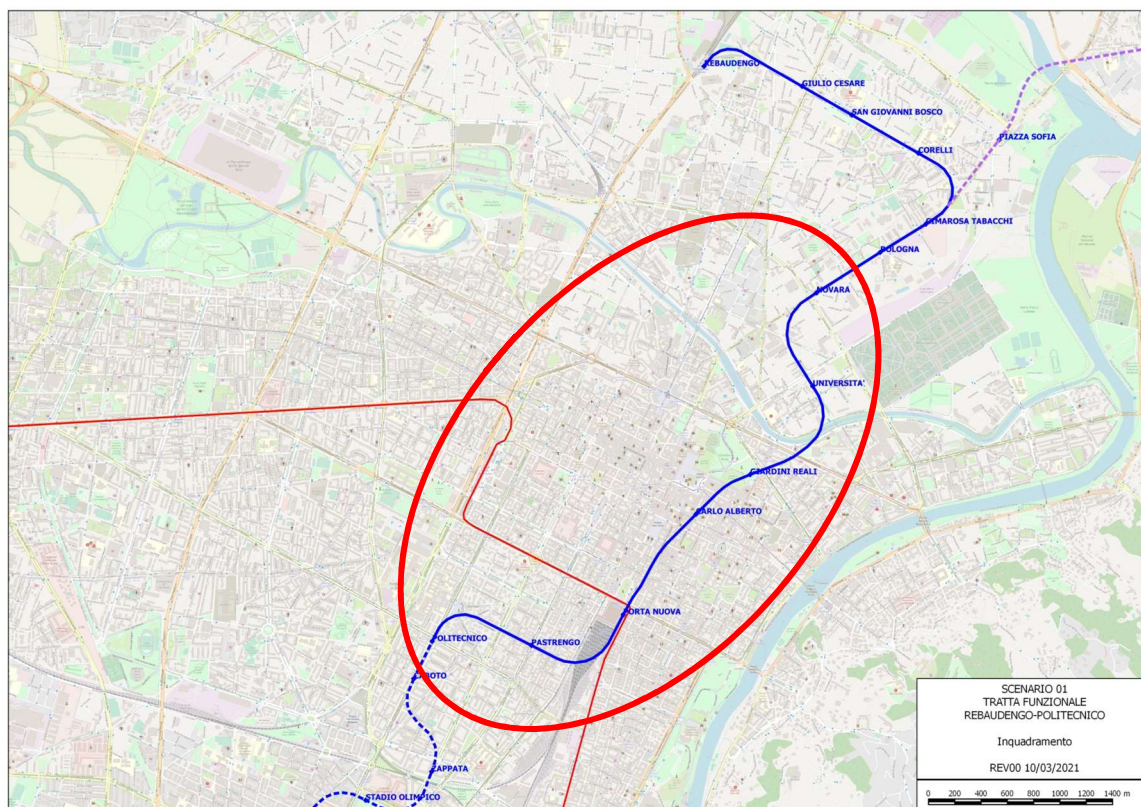 REBAUDENGO
GIULIO CESARE
SAN GIOVANNI BOSCO
PIAZZA SOFIA
CORELLI
CIMAROSA TABACCHI
BOLOGNA
NOVARA
UNIVERSITA'
GIARDINI REALI
CARLO ALBERTO
PORTA NUOVA
POLITECNICO
PASTRENGO
ZAPPATA
STADIO OLIMPICO
SCENARIO 01
TRATTA FUNZIONALE
REBAUDENGO-POLITECNICO
Inquadramento
REV00 10/03/2021
0 200 400 600 800 1000 1200 1400 m